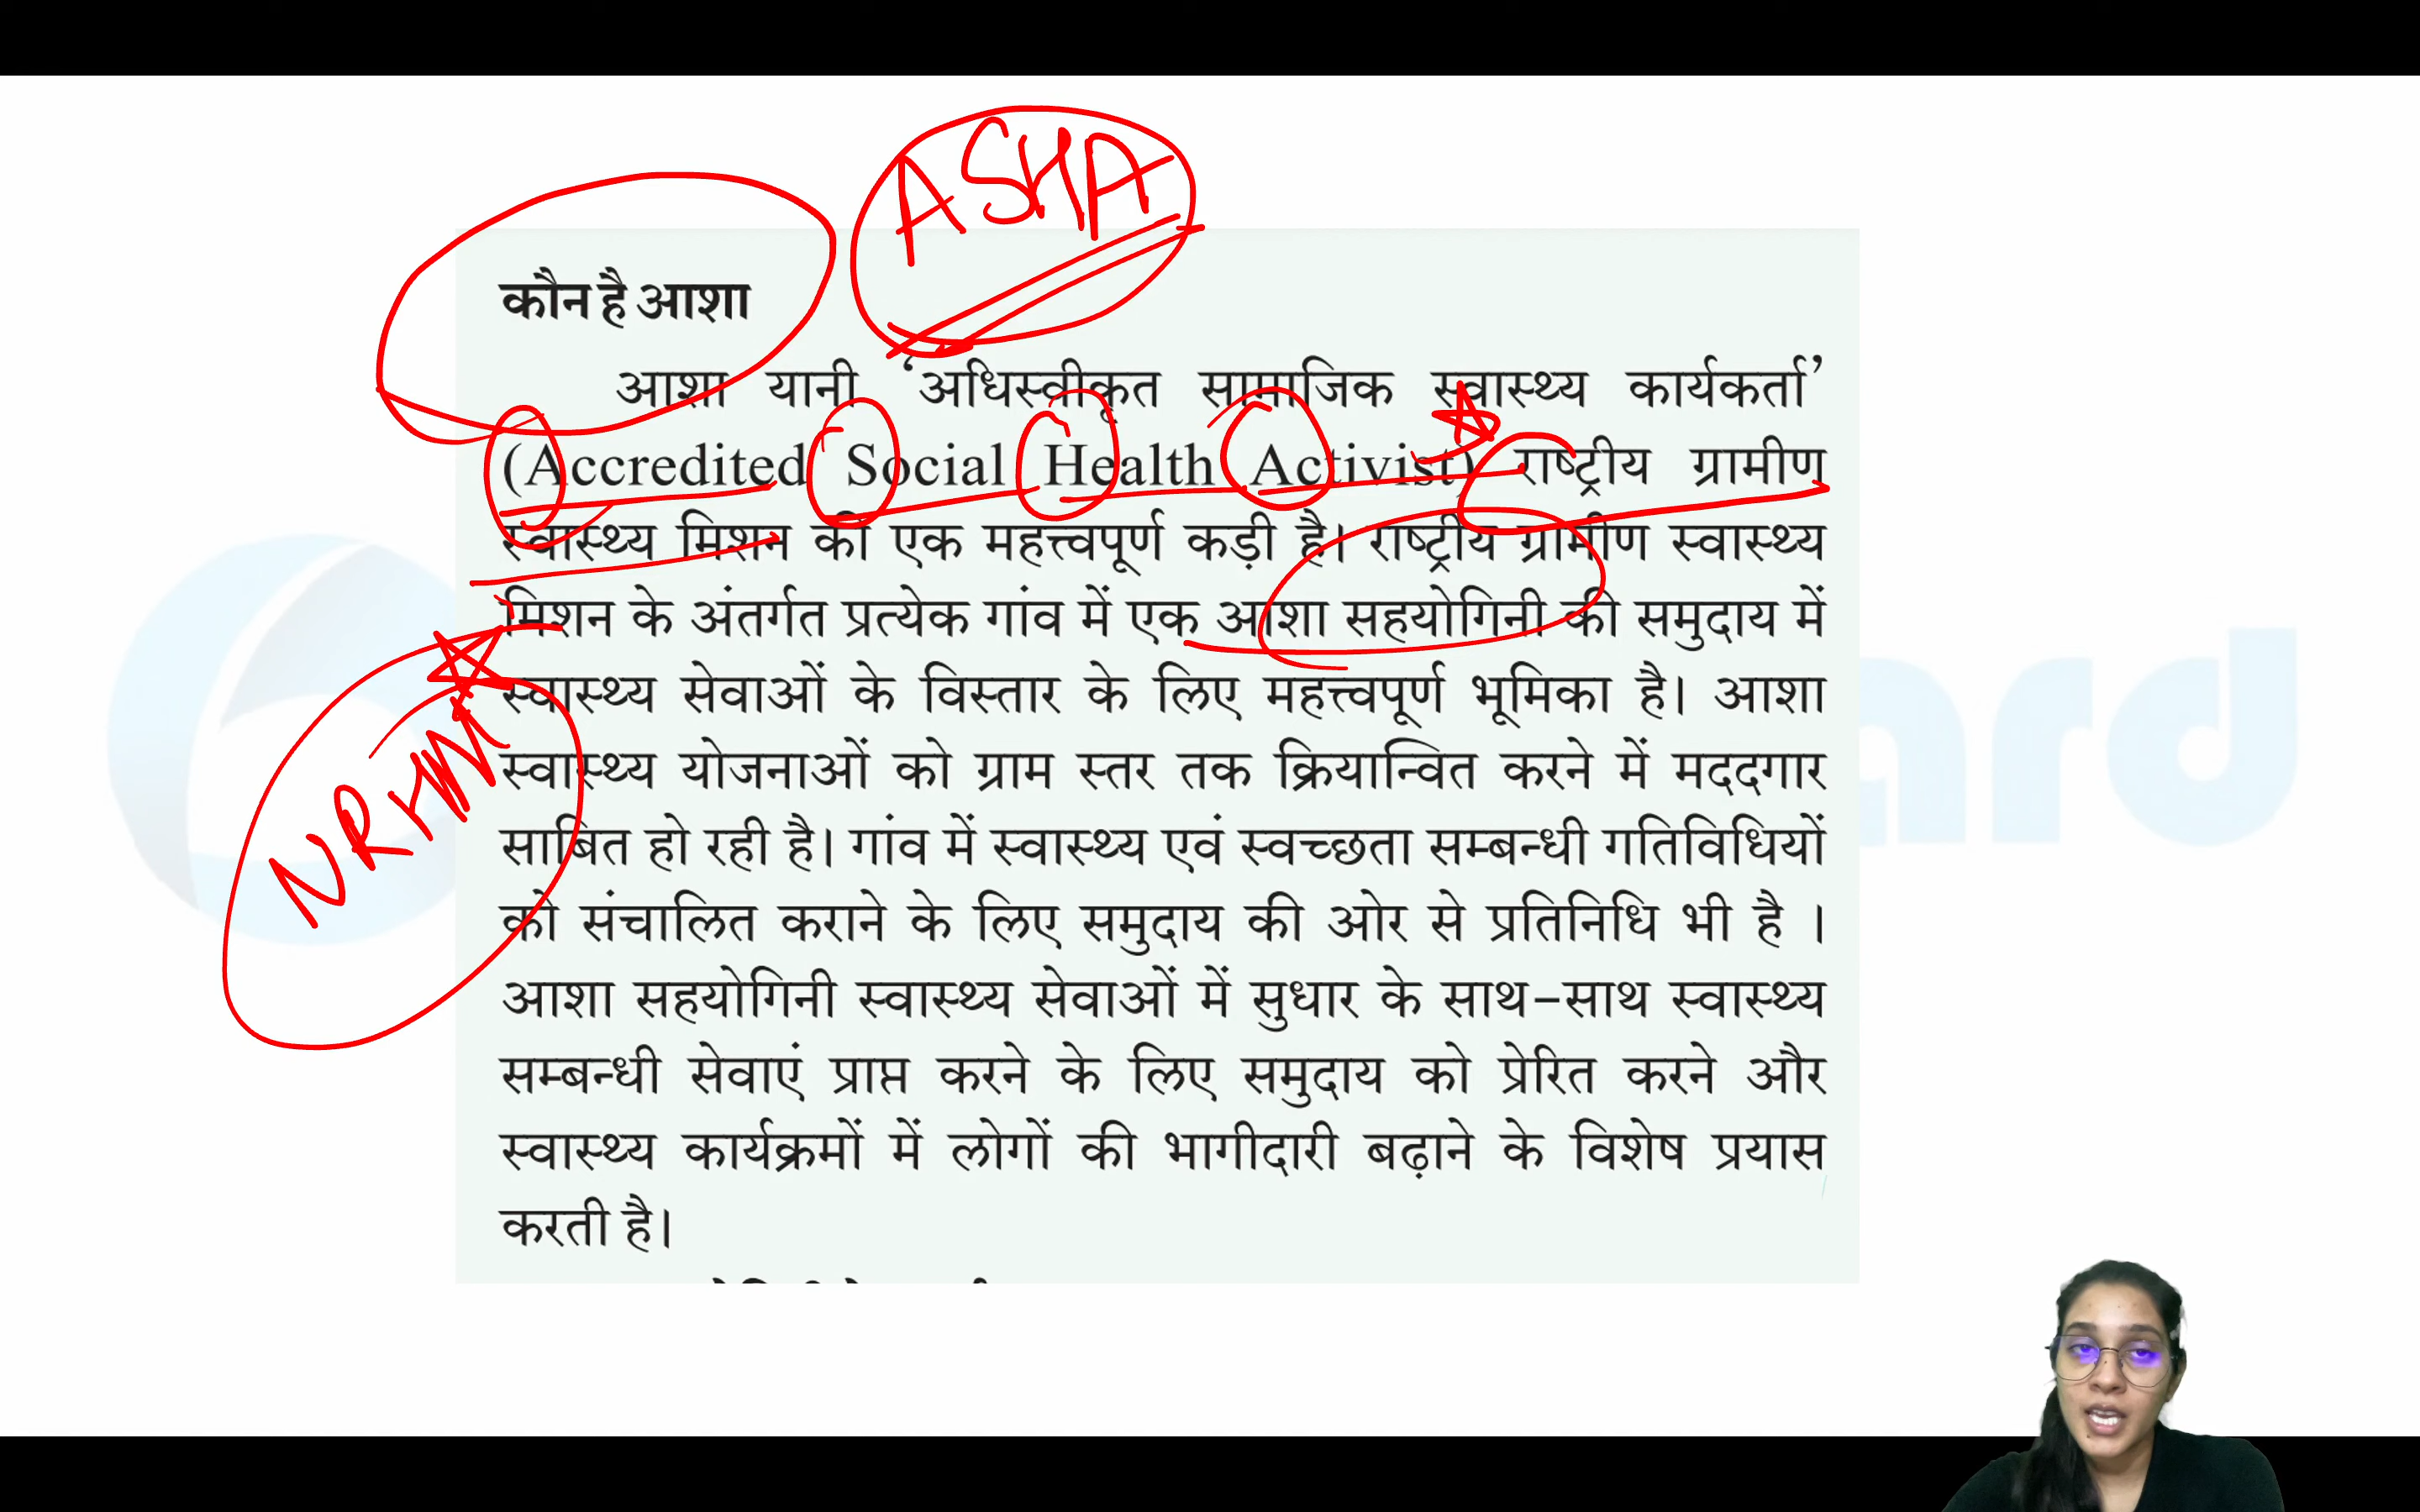 ASHA
कौन है आशा
आशा यानी ‘अधिस्वीकृत सामाजिक स्वास्थ्य कार्यकर्ता’
(Accredited Social Health Activist) राष्ट्रीय ग्रामीण
स्वास्थ्य मिशन की एक महत्त्वपूर्ण कड़ी है। राष्ट्रीय ग्रामीण स्वास्थ्य
मिशन के अंतर्गत प्रत्येक गांव में एक आशा सहयोगिनी की समुदाय में
स्वास्थ्य सेवाओं के विस्तार के लिए महत्त्वपूर्ण भूमिका है। आशा
स्वास्थ्य योजनाओं को ग्राम स्तर तक क्रियान्वित करने में मददगार
साबित हो रही है। गांव में स्वास्थ्य एवं स्वच्छता सम्बन्धी गतिविधियों
को संचालित कराने के लिए समुदाय की ओर से प्रतिनिधि भी है ।
आशा सहयोगिनी स्वास्थ्य सेवाओं में सुधार के साथ-साथ स्वास्थ्य
सम्बन्धी सेवाएं प्राप्त करने के लिए समुदाय को प्रेरित करने और
स्वास्थ्य कार्यक्रमों में लोगों की भागीदारी बढ़ाने के विशेष प्रयास
करती है।
NRHM